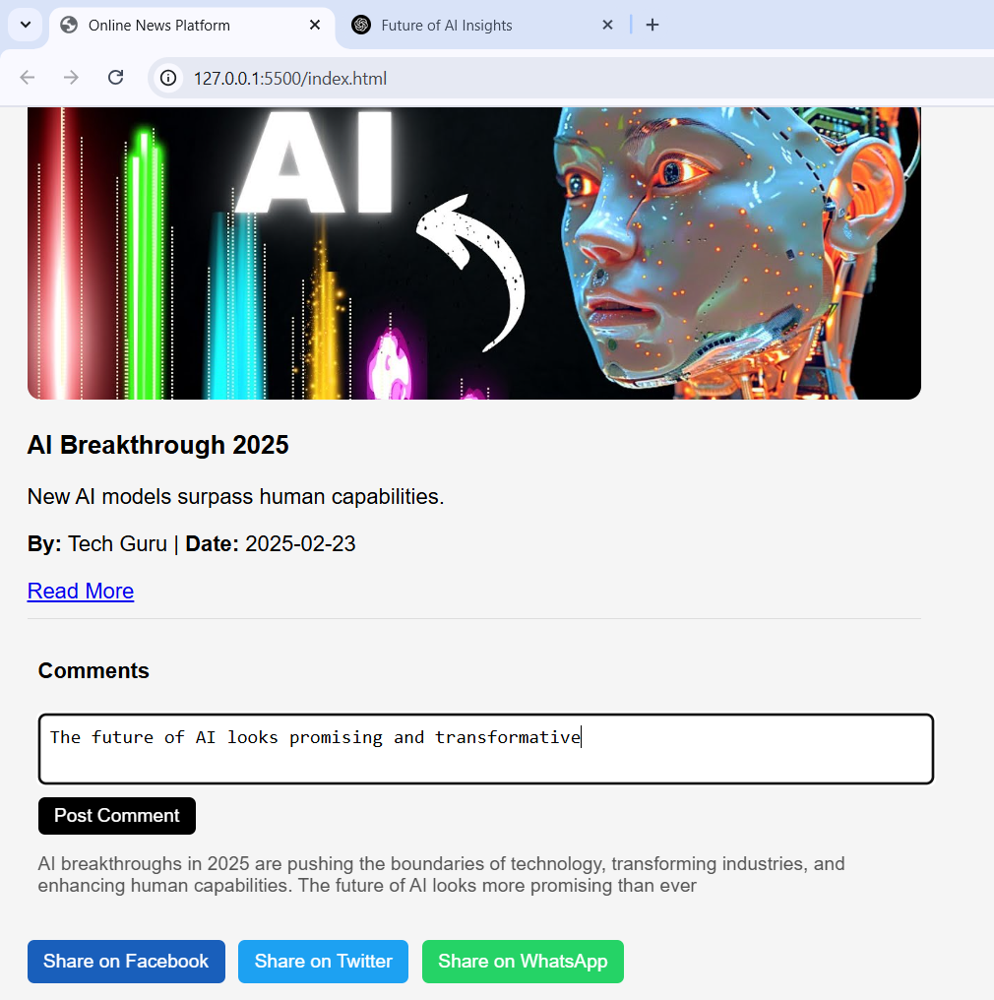 Online News Platform
Future of AI Insights
127.0.0.1:5500/index.html
AI
AI Breakthrough 2025
New AI models surpass human capabilities.
By: Tech Guru | Date: 2025-02-23
Read More
Comments
The future of AI looks promising and transformative
Post Comment
AI breakthroughs in 2025 are pushing the boundaries of technology, transforming industries, and
enhancing human capabilities. The future of AI looks more promising than ever
Share on Facebook Share on Twitter Share on WhatsApp